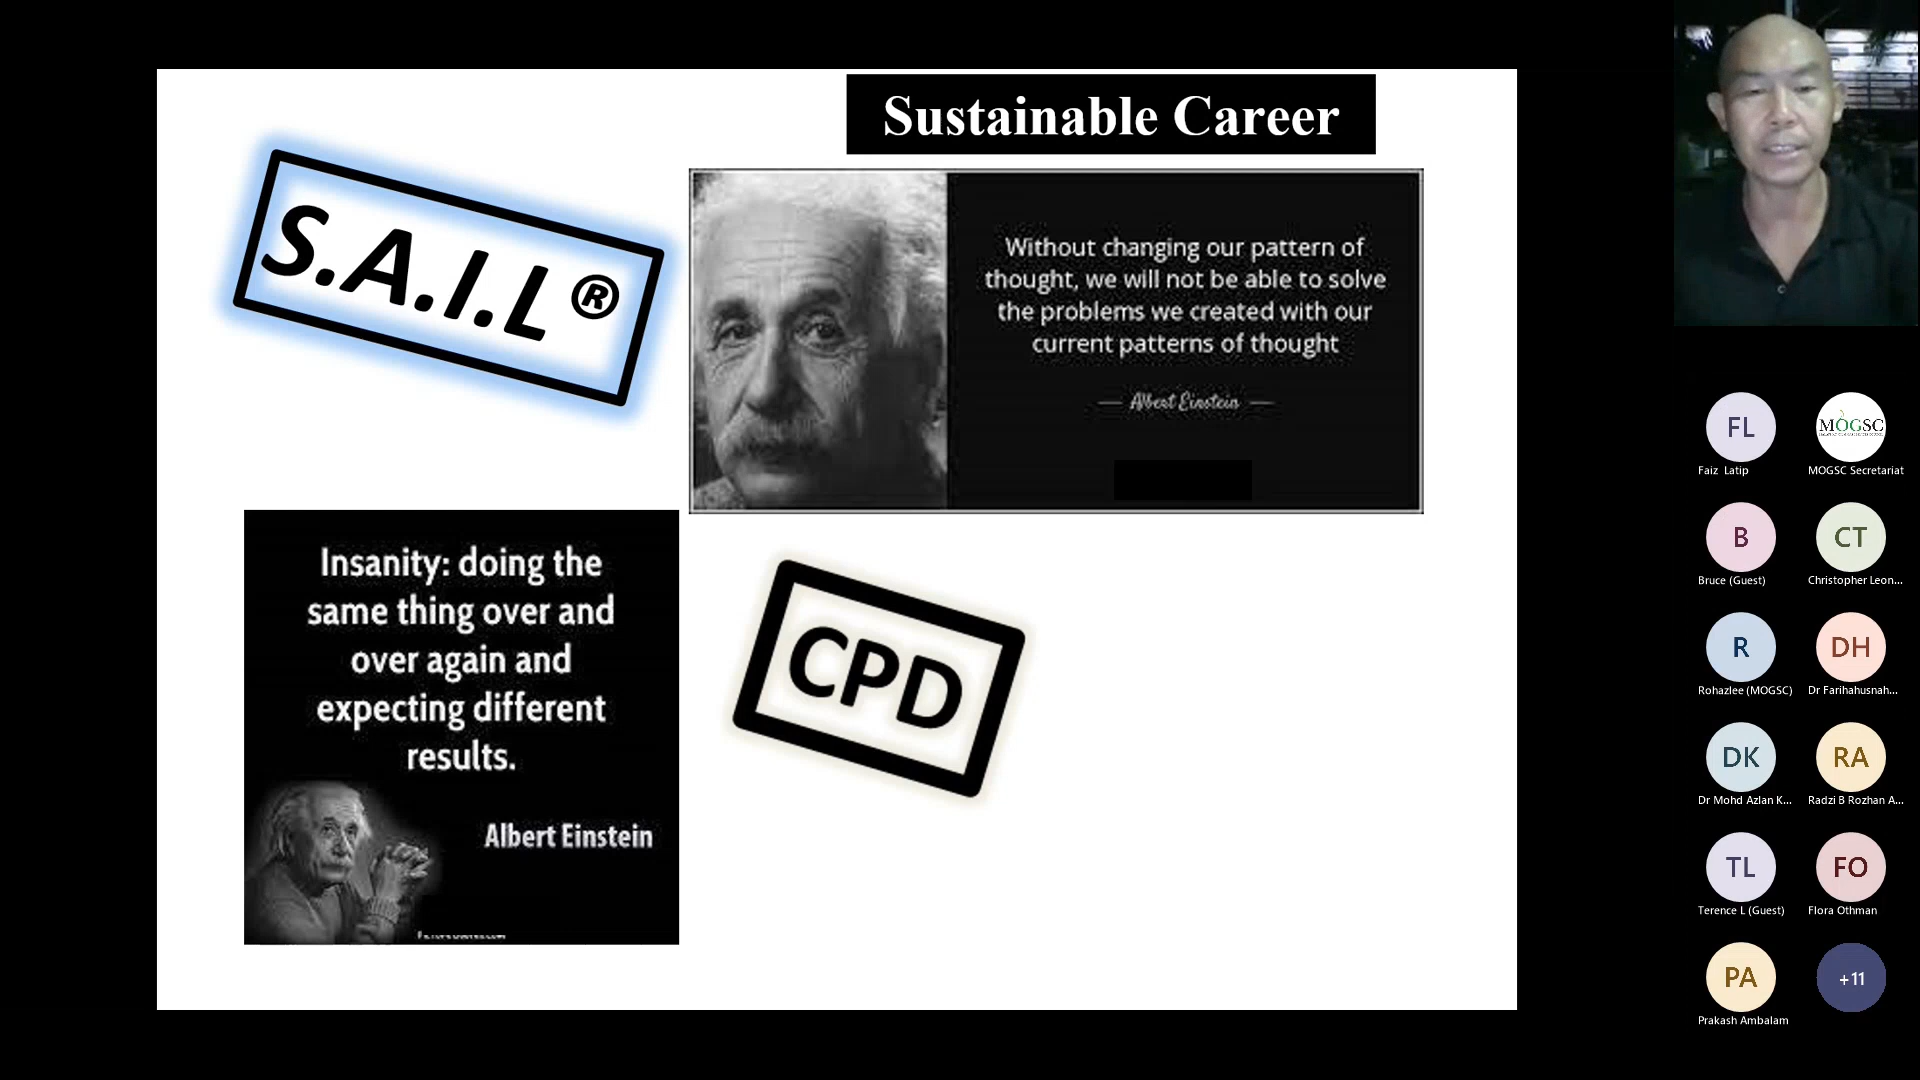 Sustainable Career
S.A.I.L®
Without changing our pattern of
thought, we will not be able to solve
the problems we created with our
current patterns of thought
— Albert Einstein —
Insanity: doing the
same thing over and
over again and
expecting different
results.
Albert Einstein
CPD
FL
Faiz Latip
MOGSC
MOGSC Secretariat
B
Bruce (Guest)
CT
Christopher Leon...
R
Rohazlee (MOGSC)
DH
Dr Farihahusnah...
DK
Dr Mohd Azlan K...
RA
Radzi B Rozhan A...
TL
Terence L (Guest)
FO
Flora Othman
PA
Prakash Ambalam
+11